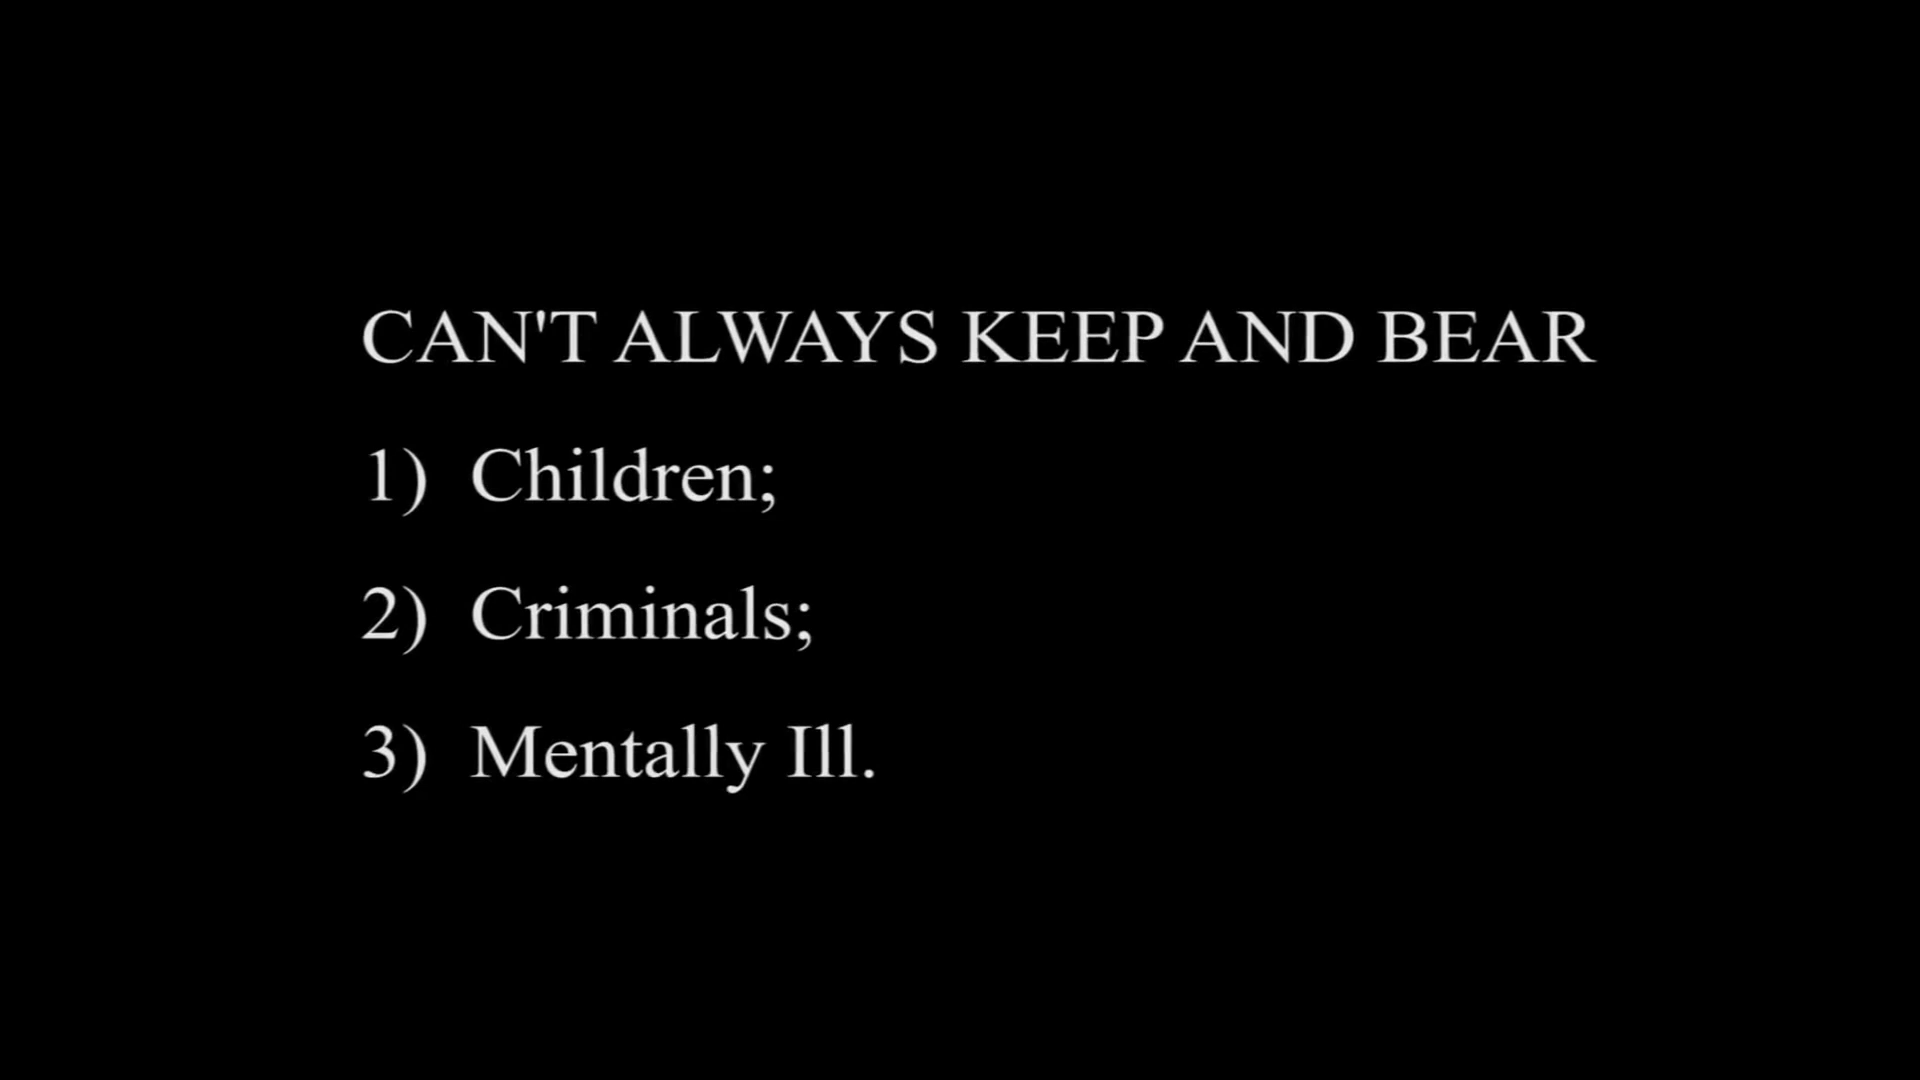 CAN'T ALWAYS KEEP AND BEAR
1) Children;
2) Criminals;
3) Mentally Ill.